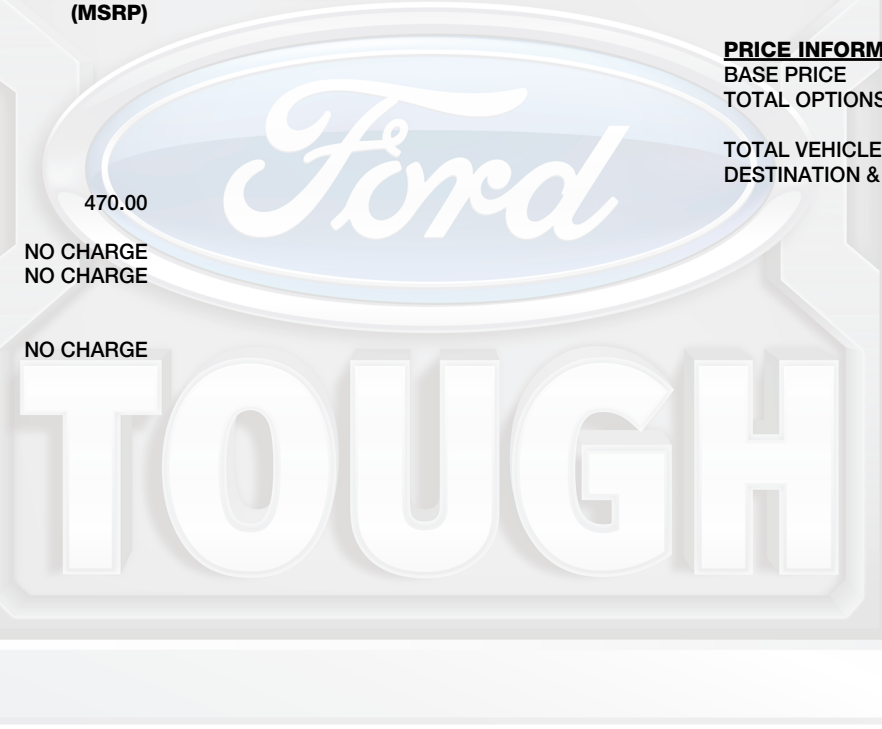 (MSRP)
470.00
NO CHARGE
NO CHARGE
NO CHARGE
PRICE INFORM
BASE PRICE
TOTAL OPTIONS
TOTAL VEHICLE
DESTINATION &
Ford
TOUGH